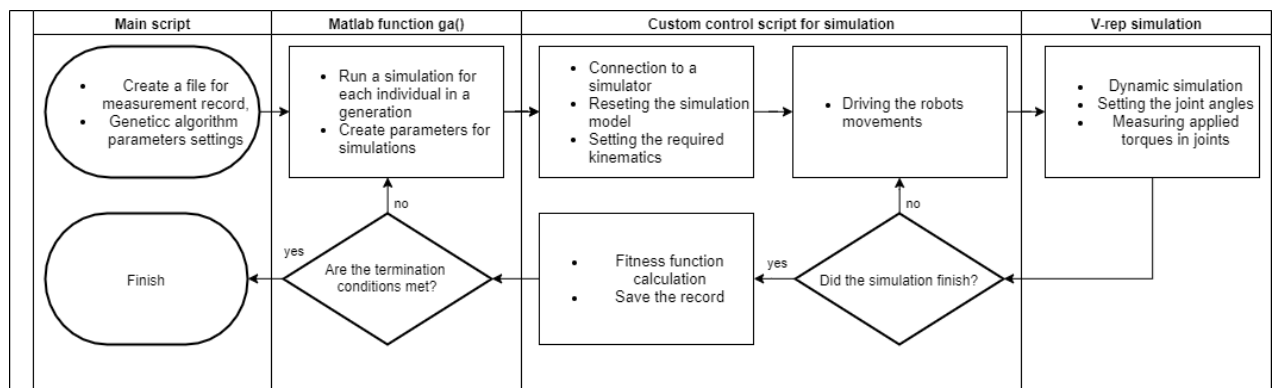 Main script
Matlab function ga()
Custom control script for simulation
V-rep simulation
• Create a file for
measurement record,
• Geneticc algorithm
parameters settings
• Run a simulation for
each individual in a
generation
• Create parameters for
simulations
• Connection to a
simulator
• Reseting the simulation
model
• Setting the required
kinematics
• Driving the robots
movements
• Dynamic simulation
• Setting the joint angles
• Measuring applied
torques in joints
no
no
Finish
yes
Are the termination
conditions met?
• Fitness function
calculation
• Save the record
yes
Did the simulation finish?